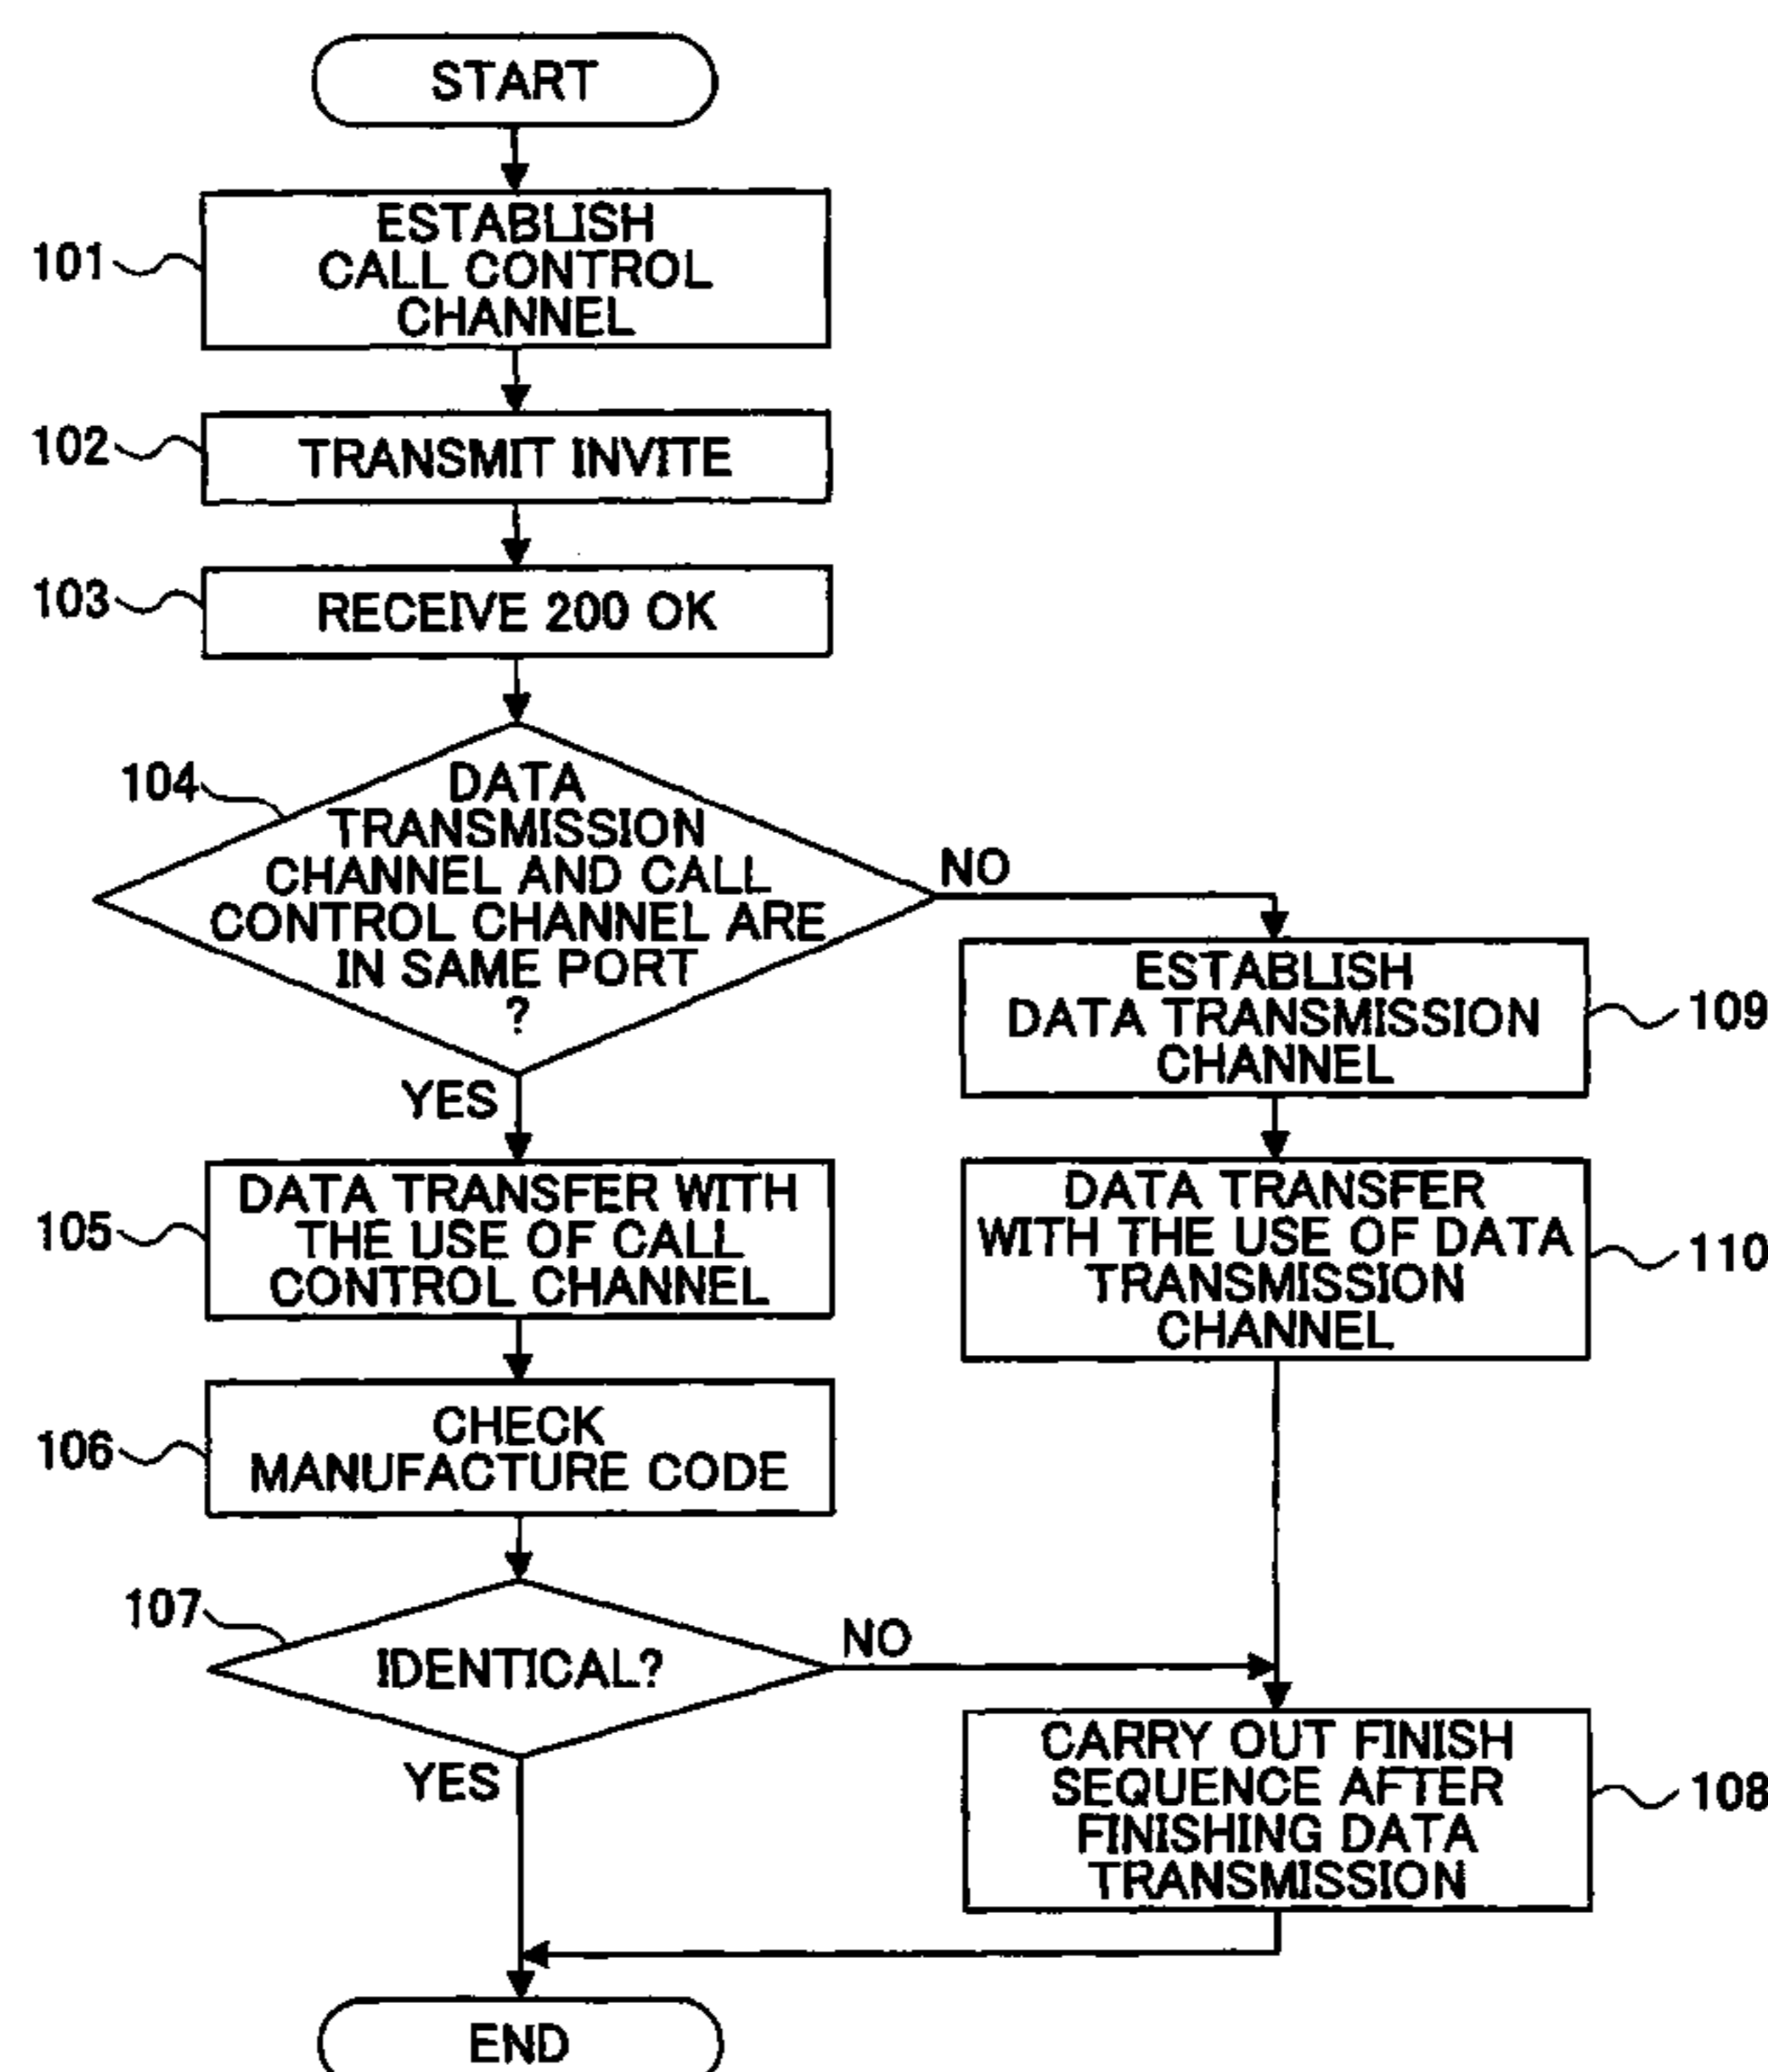 START
101
ESTABLISH
CALL CONTROL
CHANNEL
102
TRANSMIT INVITE
103
RECEIVE 200 OK
104
DATA
TRANSMISSION
CHANNEL AND CALL
CONTROL CHANNEL ARE
IN SAME PORT
?
NO
YES
ESTABLISH
DATA TRANSMISSION
CHANNEL
109
105
DATA TRANSFER WITH
THE USE OF CALL
CONTROL CHANNEL
DATA TRANSFER
WITH THE USE OF DATA
TRANSMISSION
CHANNEL
110
106
CHECK
MANUFACTURE CODE
107
IDENTICAL?
NO
YES
CARRY OUT FINISH
SEQUENCE AFTER
FINISHING DATA
TRANSMISSION
108
END